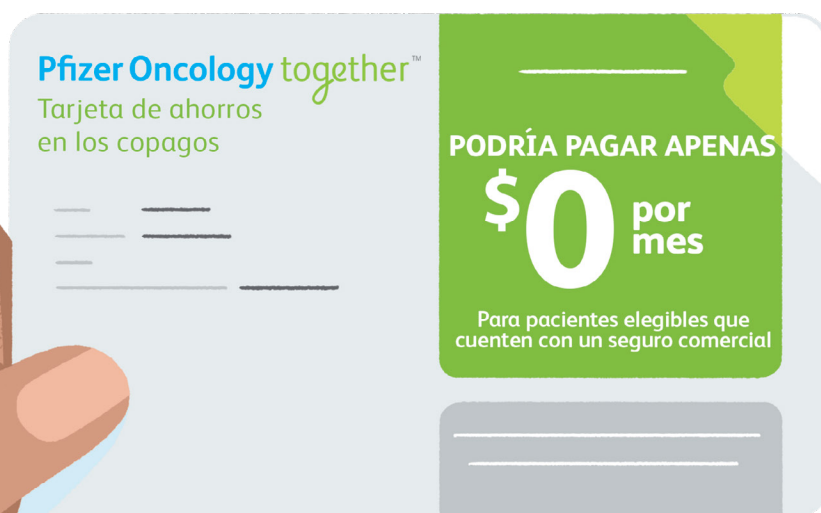 Pfizer Oncology together™
Tarjeta de ahorros
en los copagos
PODRÍA PAGAR APENAS
$0 por
mes
Para pacientes elegibles que
cuenten con un seguro comercial